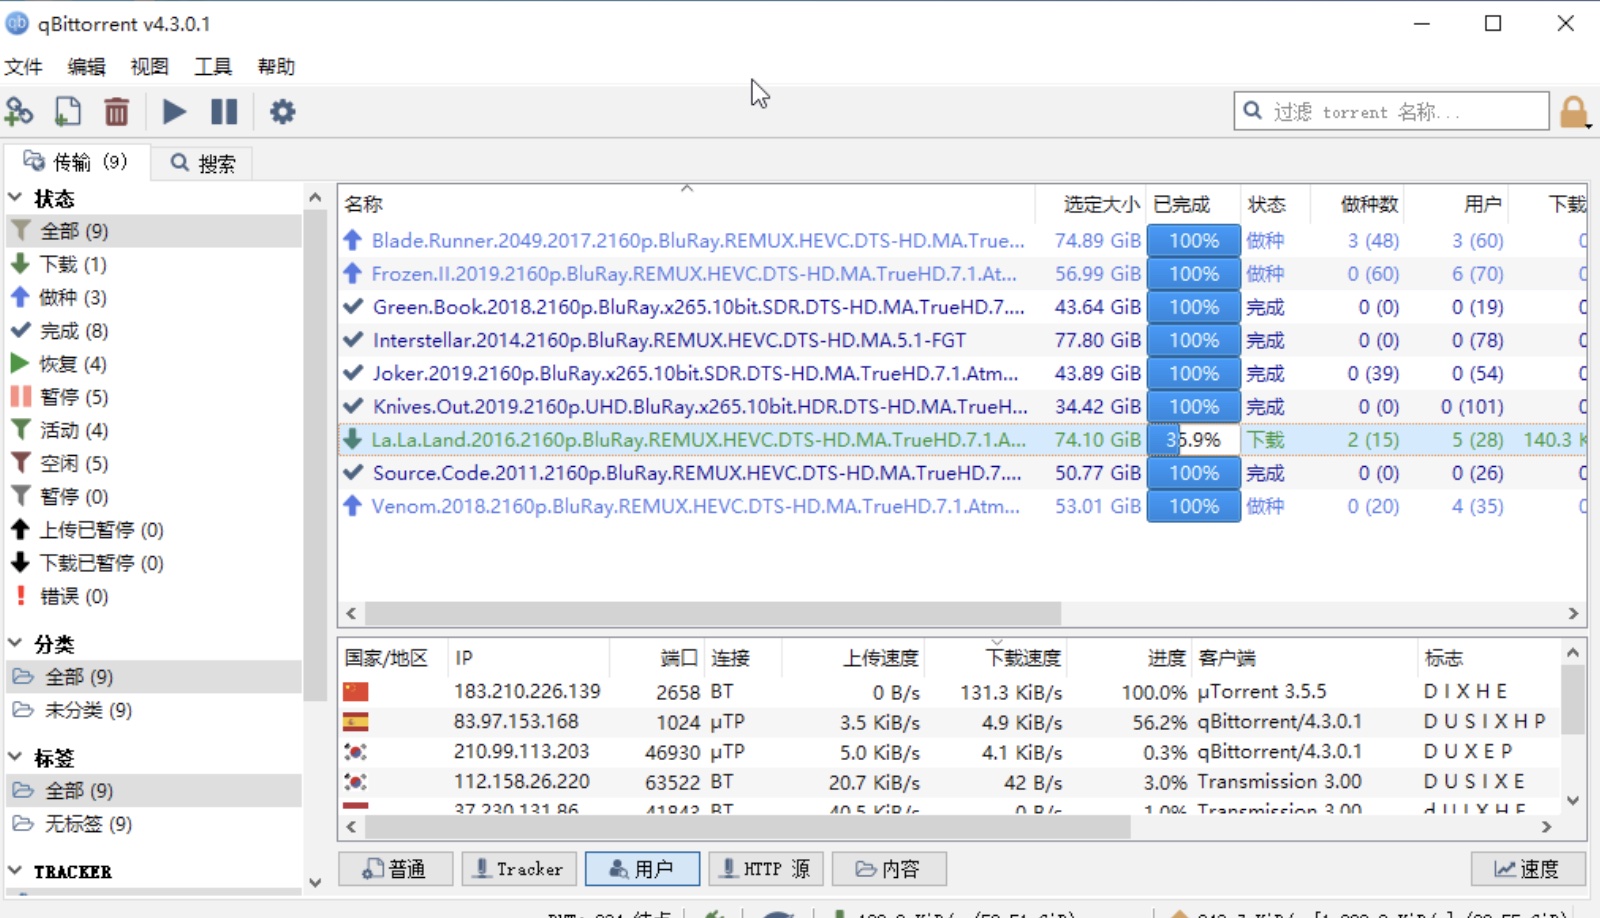 qBittorrent v4.3.0.1
文件 编辑 视图 工具 帮助
过滤 torrent 名称...
传输 (9) 搜索
状态
全部 (9)
下载 (1)
做种 (3)
完成 (8)
恢复 (4)
暂停 (5)
活动 (4)
空闲 (5)
暂停 (0)
上传已暂停 (0)
下载已暂停 (0)
错误 (0)
分类
全部 (9)
未分类 (9)
标签
全部 (9)
无标签 (9)
TRACKER
名称 选定大小 已完成 状态 做种数 用户 下载
Blade.Runner.2049.2017.2160p.BluRay.REMUX.HEVC.DTS-HD.MA.True... 74.89 GiB 100% 做种 3 (48) 3 (60)
Frozen.II.2019.2160p.BluRay.REMUX.HEVC.DTS-HD.MA.TrueHD.7.1.At... 56.99 GiB 100% 做种 0 (60) 6 (70)
Green.Book.2018.2160p.BluRay.x265.10bit.SDR.DTS-HD.MA.TrueHD.7.... 43.64 GiB 100% 完成 0 (0) 0 (19)
Interstellar.2014.2160p.BluRay.REMUX.HEVC.DTS-HD.MA.5.1-FGT 77.80 GiB 100% 完成 0 (0) 0 (78)
Joker.2019.2160p.BluRay.x265.10bit.SDR.DTS-HD.MA.TrueHD.7.1.Atm... 43.89 GiB 100% 完成 0 (39) 0 (54)
Knives.Out.2019.2160p.UHD.BluRay.x265.10bit.HDR.DTS-HD.MA.TrueH... 34.42 GiB 100% 完成 0 (0) 0 (101)
La.La.Land.2016.2160p.BluRay.REMUX.HEVC.DTS-HD.MA.TrueHD.7.1.A... 74.10 GiB 35.9% 下载 2 (15) 5 (28) 140.3
Source.Code.2011.2160p.BluRay.REMUX.HEVC.DTS-HD.MA.TrueHD.7.... 50.77 GiB 100% 完成 0 (0) 0 (26)
Venom.2018.2160p.BluRay.REMUX.HEVC.DTS-HD.MA.TrueHD.7.1.Atm... 53.01 GiB 100% 做种 0 (20) 4 (35)
国家/地区 IP 端口 连接 上传速度 下载速度 进度 客户端 标志
183.210.226.139 2658 BT 0 B/s 131.3 KiB/s 100.0% µTorrent 3.5.5 D I X H E
83.97.153.168 1024 µTP 3.5 KiB/s 4.9 KiB/s 56.2% qBittorrent/4.3.0.1 D U S I X H P
210.99.113.203 46930 µTP 5.0 KiB/s 4.1 KiB/s 0.3% qBittorrent/4.3.0.1 D U X E P
112.158.26.220 63522 BT 20.7 KiB/s 42 B/s 3.0% Transmission 3.00 D U S I X E
37.230.131.86 41843 BT 40.5 KiB/s 0 B/s 1.0% Transmission 3.00
普通 Tracker 用户 HTTP 源 内容 速度